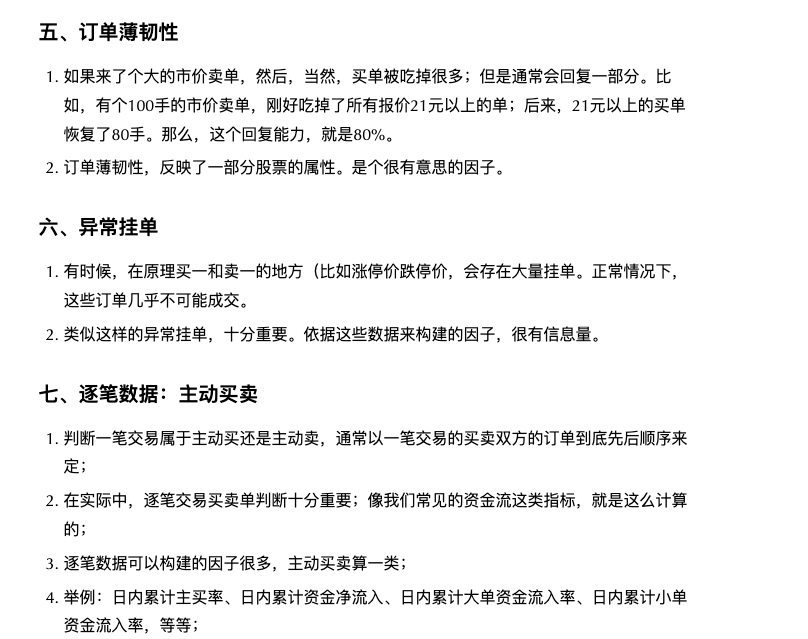 五、订单薄韧性
1. 如果来了个大的市价卖单，然后，当然，买单被吃掉很多；但是通常会回复一部分。比
如，有个100手的市价卖单，刚好吃掉了所有报价21元以上的单；后来，21元以上的买单
恢复了80手。那么，这个回复能力，就是80%。
2. 订单薄韧性，反映了一部分股票的属性。是个很有意思的因子。
六、异常挂单
1. 有时候，在原理买一和卖一的地方（比如涨停价跌停价，会存在大量挂单。正常情况下，
这些订单几乎不可能成交。
2. 类似这样的异常挂单，十分重要。依据这些数据来构建的因子，很有信息量。
七、逐笔数据：主动买卖
1. 判断一笔交易属于主动买还是主动卖，通常以一笔交易的买卖双方的订单到底先后顺序来
定；
2. 在实际中，逐笔交易买卖单判断十分重要；像我们常见的资金流这类指标，就是这么计算
的；
3. 逐笔数据可以构建的因子很多，主动买卖算一类；
4. 举例：日内累计主买率、日内累计资金净流入、日内累计大单资金流入率、日内累计小单
资金流入率，等等；